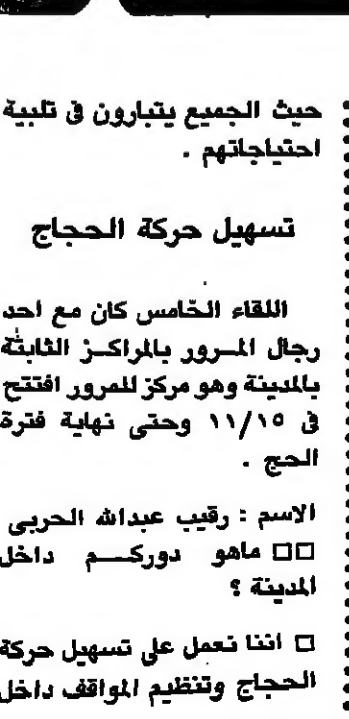 حيث الجميع يتبارون في تلبية
احتياجاتهم .
تسهيل حركة الحجاج
اللقاء الخامس كان مع احد
رجال المرور بالمراكز الثابتة
بالمدينة وهو مركز للمرور افتتح
في ١١/١٥ وحتى نهاية فترة
الحج .
الاسم : رقيب عبدالله الحربي
□□ ماهو دوركم داخل
المدينة ؟
□ اننا نعمل على تسهيل حركة
الحجاج وتنظيم المواقف داخل